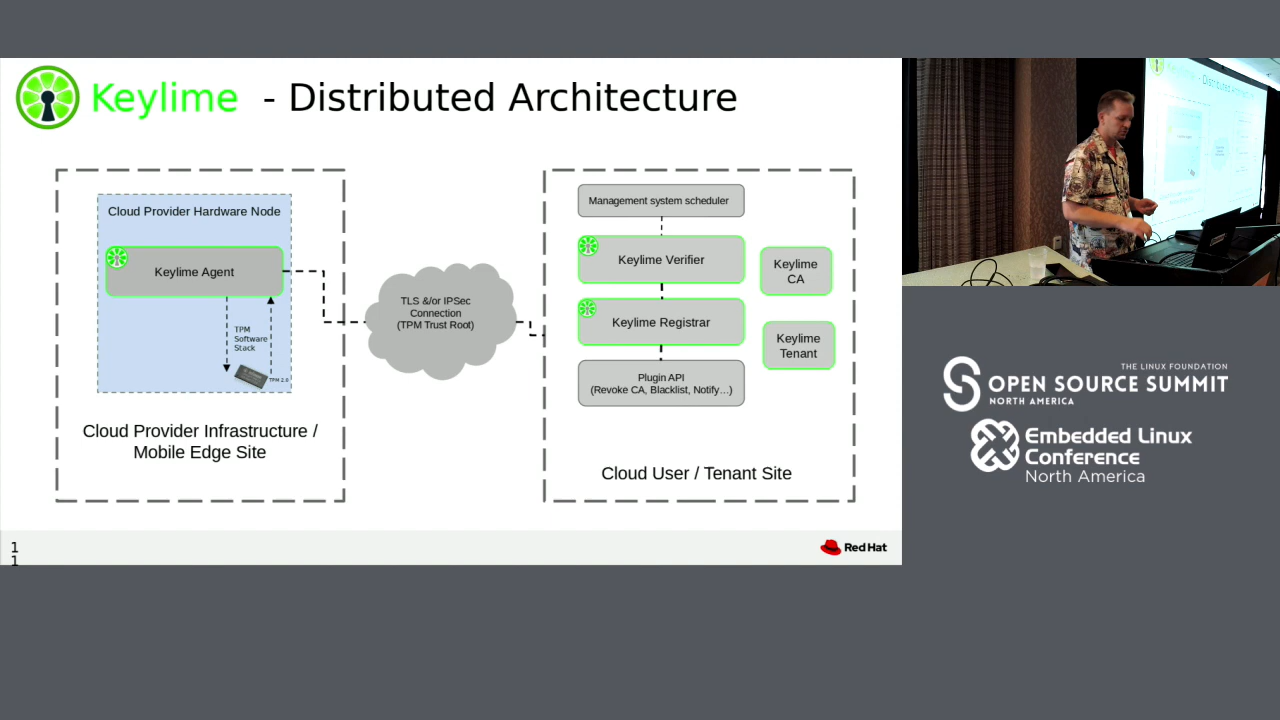 Keylime - Distributed Architecture
Cloud Provider Hardware Node
Keylime Agent
TPM
Software
Stack
TPM 2.0
Cloud Provider Infrastructure /
Mobile Edge Site
TLS &/or IPSec
Connection
(TPM Trust Root)
Management system scheduler
Keylime Verifier
Keylime Registrar
Plugin API
(Revoke CA, Blacklist, Notify...)
Keylime
CA
Keylime
Tenant
Cloud User / Tenant Site
1
1
Red Hat
THE LINUX FOUNDATION
OPEN SOURCE SUMMIT
NORTH AMERICA
Embedded Linux
Conference
North America